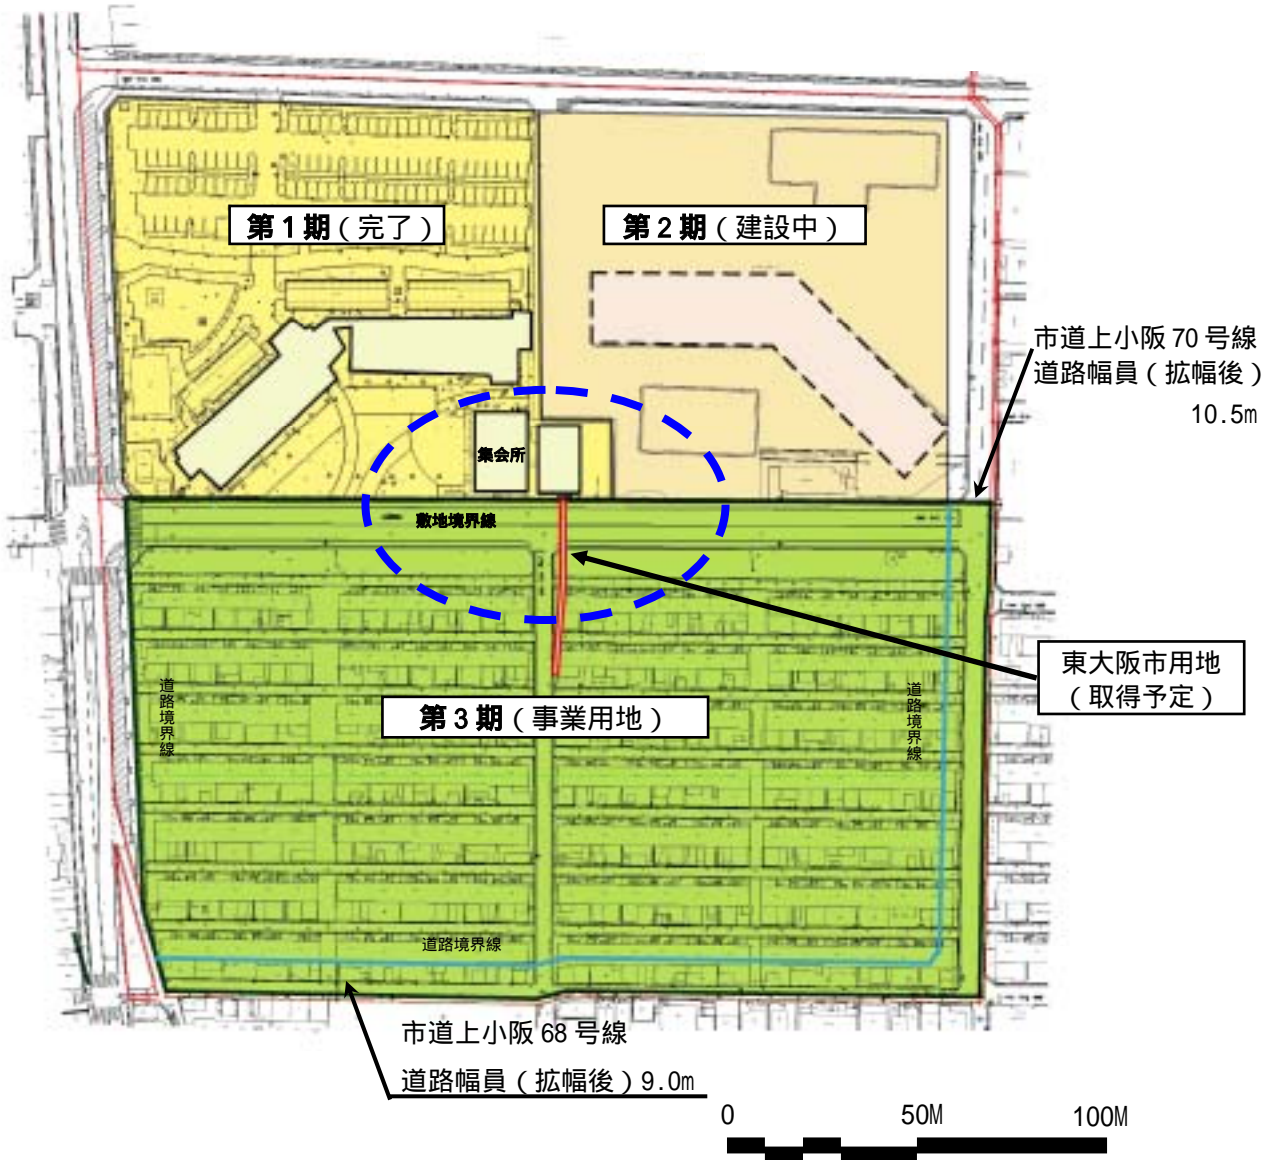 第１期（完了）
第２期（建設中）
市道上小阪 70 号線
道路幅員（拡幅後）
10.5m
集会所
敷地境界線
東大阪市用地
（取得予定）
道路境界線
道路境界線
第３期（事業用地）
道路境界線
市道上小阪 68 号線
道路幅員（拡幅後）9.0m
0 50M 100M